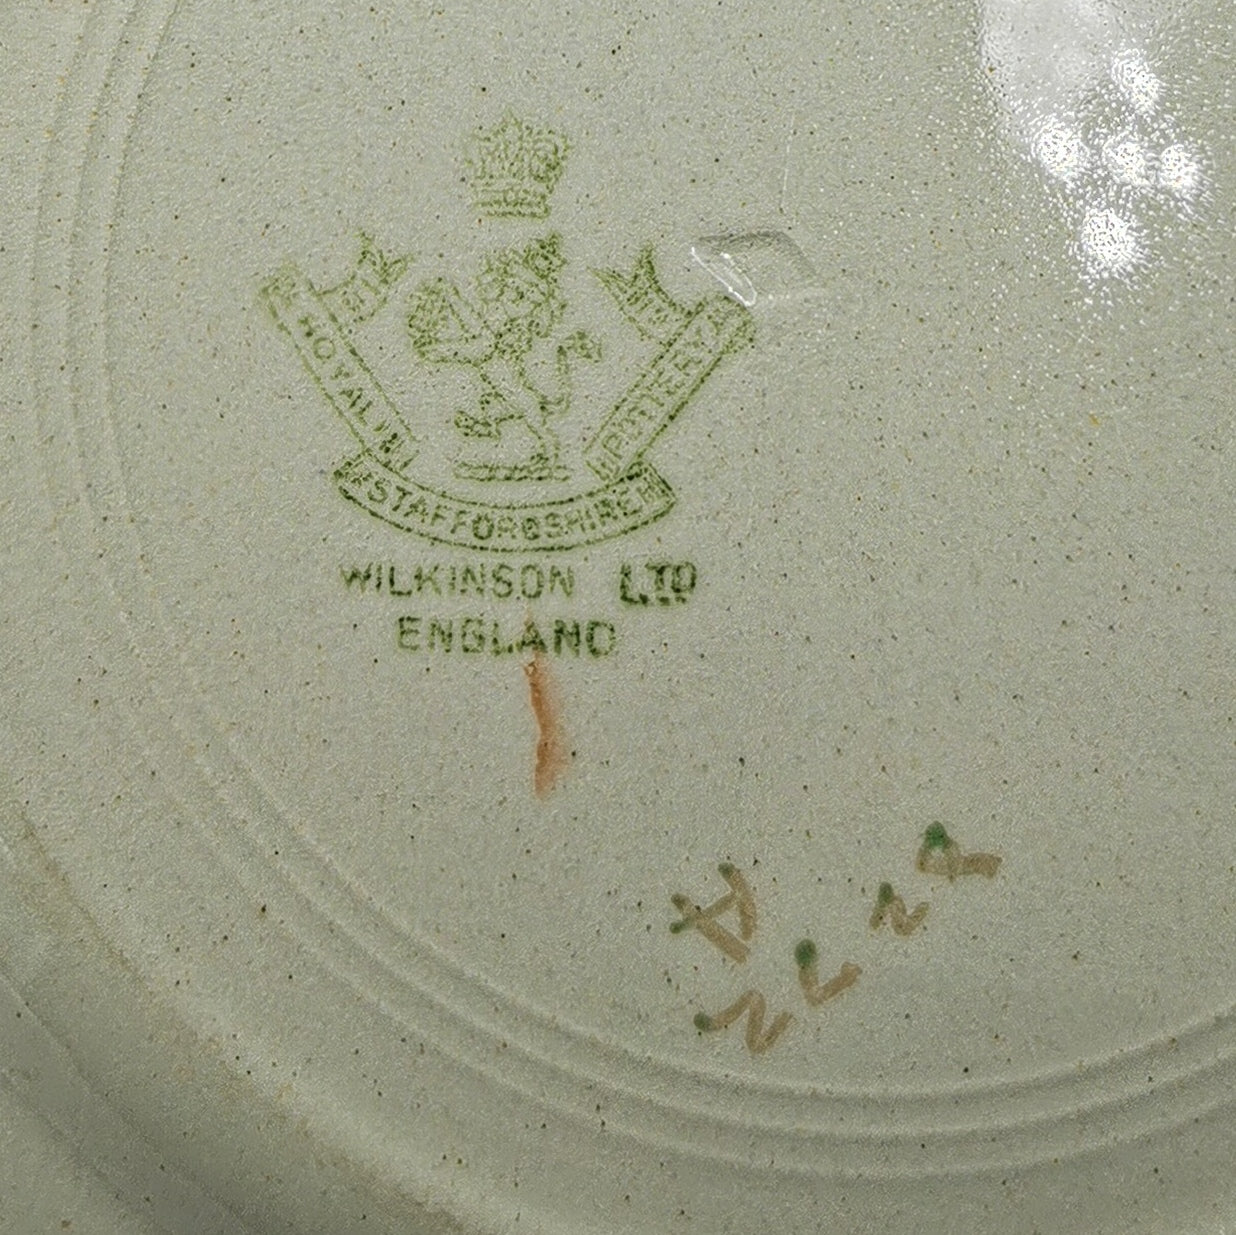 ROYAL
STAFFORDSHIRE
POTTERY
WILKINSON LTD
ENGLAND